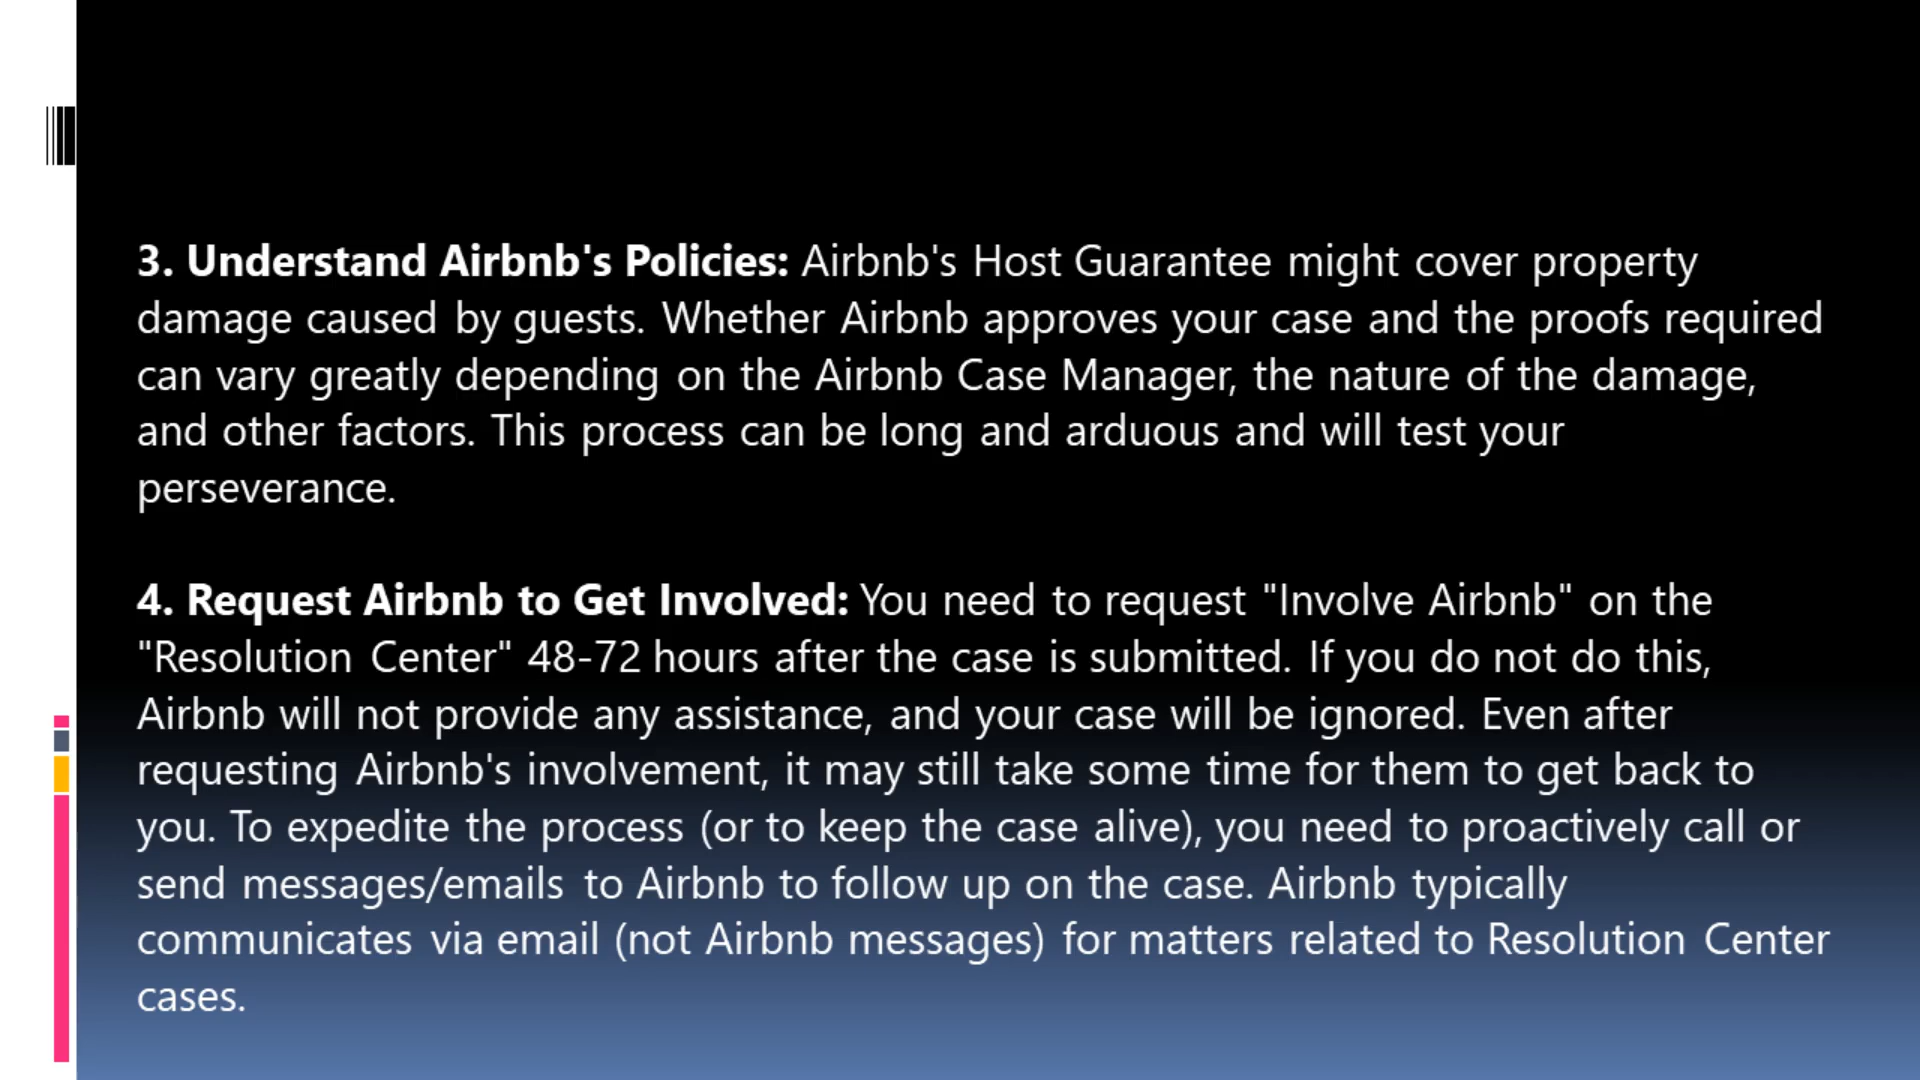 3. Understand Airbnb's Policies: Airbnb's Host Guarantee might cover property
damage caused by guests. Whether Airbnb approves your case and the proofs required
can vary greatly depending on the Airbnb Case Manager, the nature of the damage,
and other factors. This process can be long and arduous and will test your
perseverance.
4. Request Airbnb to Get Involved: You need to request "Involve Airbnb" on the
"Resolution Center" 48-72 hours after the case is submitted. If you do not do this,
Airbnb will not provide any assistance, and your case will be ignored. Even after
requesting Airbnb's involvement, it may still take some time for them to get back to
you. To expedite the process (or to keep the case alive), you need to proactively call or
send messages/emails to Airbnb to follow up on the case. Airbnb typically
communicates via email (not Airbnb messages) for matters related to Resolution Center
cases.